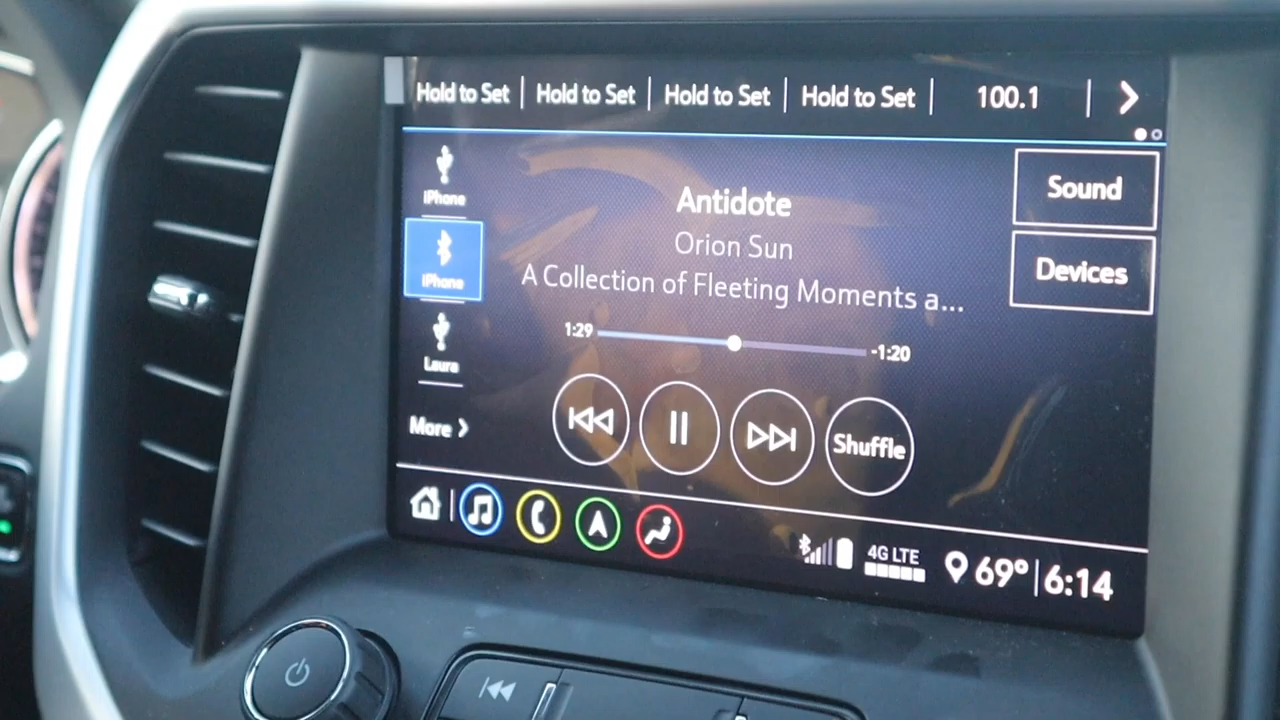 Hold to Set Hold to Set Hold to Set Hold to Set 100.1
iPhone
Antidote
Sound
Orion Sun
iPhone
A Collection of Fleeting Moments a...
Devices
1:29 -1:20
Laura
More
Shuffle
4G LTE
69° 6:14